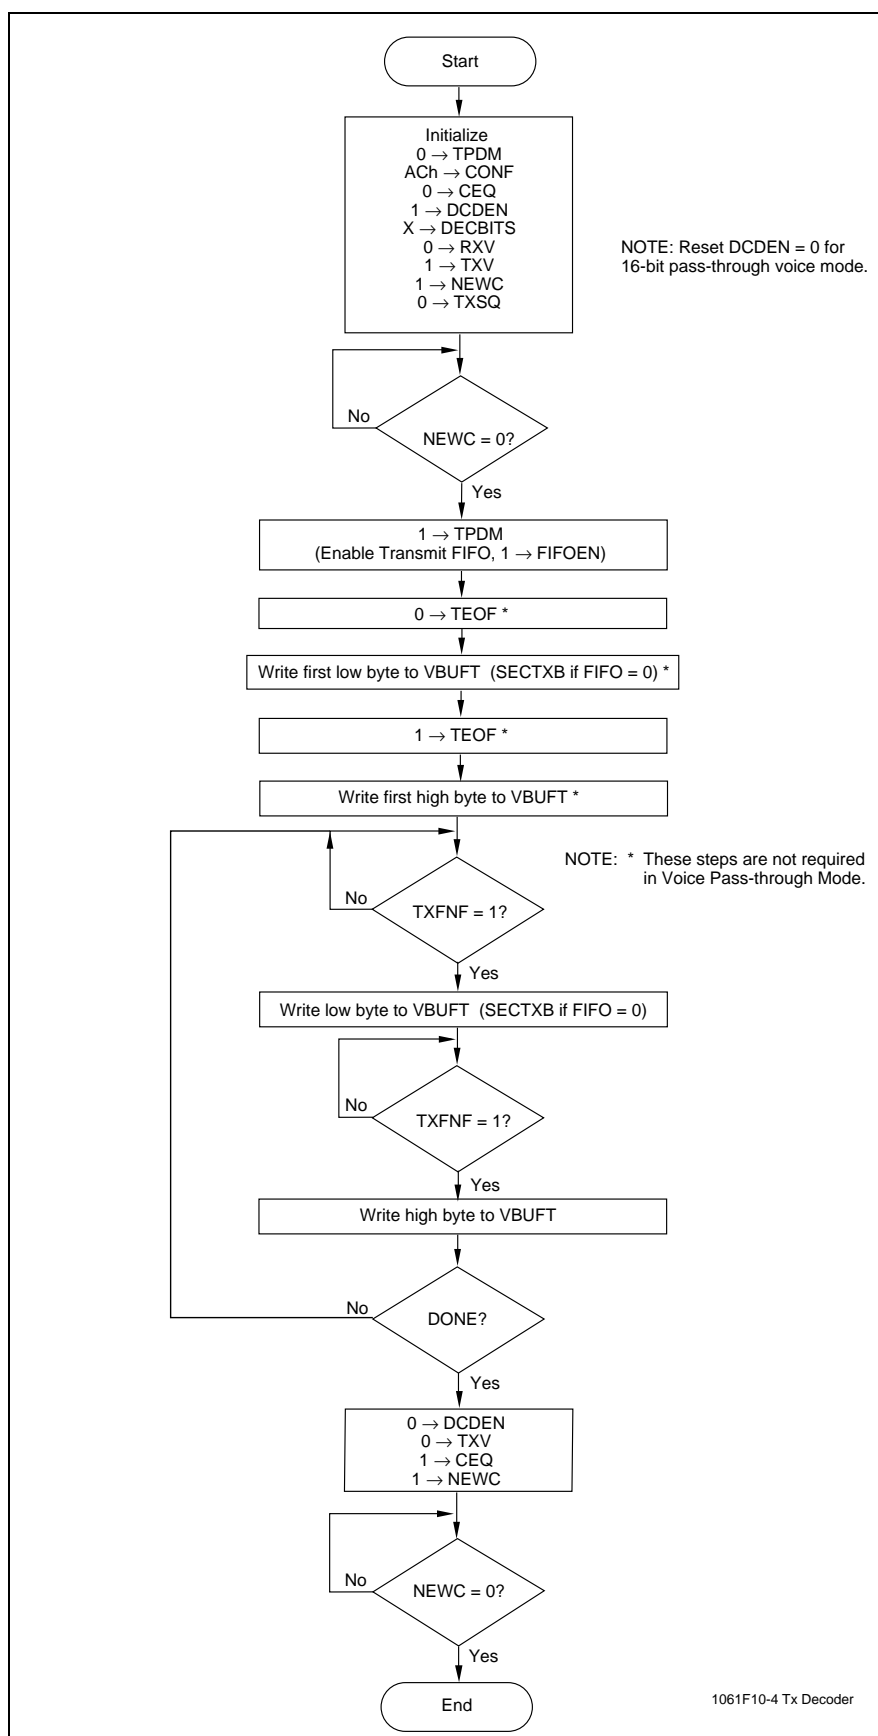 Start
Initialize
0 → TPDM
ACh → CONF
0 → CEQ
1 → DCDEN
X → DECBITS
0 → RXV
1 → TXV
1 → NEWC
0 → TXSQ
NOTE: Reset DCDEN = 0 for
16-bit pass-through voice mode.
No
NEWC = 0?
Yes
1 → TPDM
(Enable Transmit FIFO, 1 → FIFOEN)
0 → TEOF *
Write first low byte to VBUFT (SECTXB if FIFO = 0) *
1 → TEOF *
Write first high byte to VBUFT *
NOTE: * These steps are not required
in Voice Pass-through Mode.
No
TXFNF = 1?
Yes
Write low byte to VBUFT (SECTXB if FIFO = 0)
No
TXFNF = 1?
Yes
Write high byte to VBUFT
No
DONE?
Yes
0 → DCDEN
0 → TXV
1 → CEQ
1 → NEWC
No
NEWC = 0?
Yes
End
1061F10-4 Tx Decoder